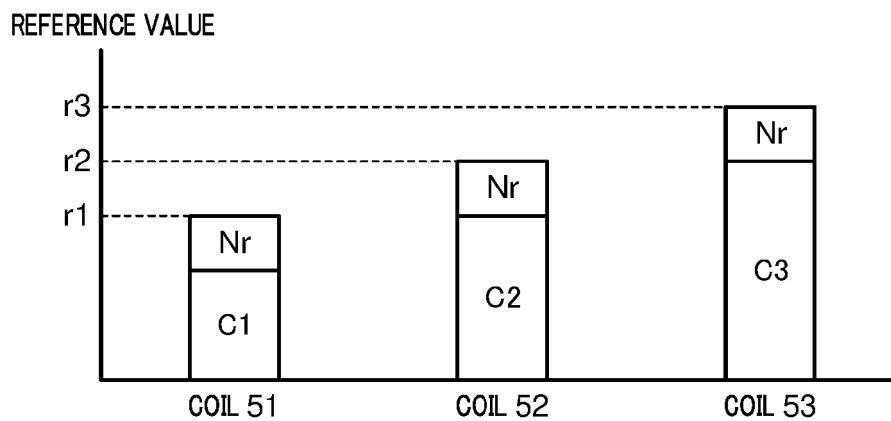 REFERENCE VALUE
r3
Nr
r2
Nr
r1
Nr
C3
C2
C1
COIL 51 COIL 52 COIL 53